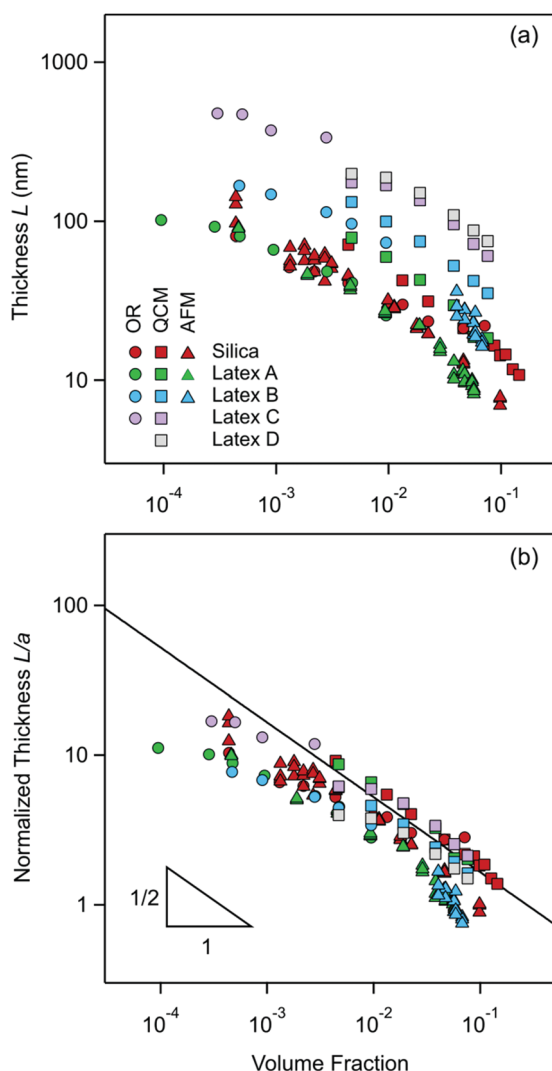 (a)
1000
100
10
Thickness L (nm)
OR QCM AFM
Silica
Latex A
Latex B
Latex C
Latex D
10⁻⁴ 10⁻³ 10⁻² 10⁻¹
(b)
100
10
1
Normalized Thickness L/a
1/2
1
10⁻⁴ 10⁻³ 10⁻² 10⁻¹
Volume Fraction